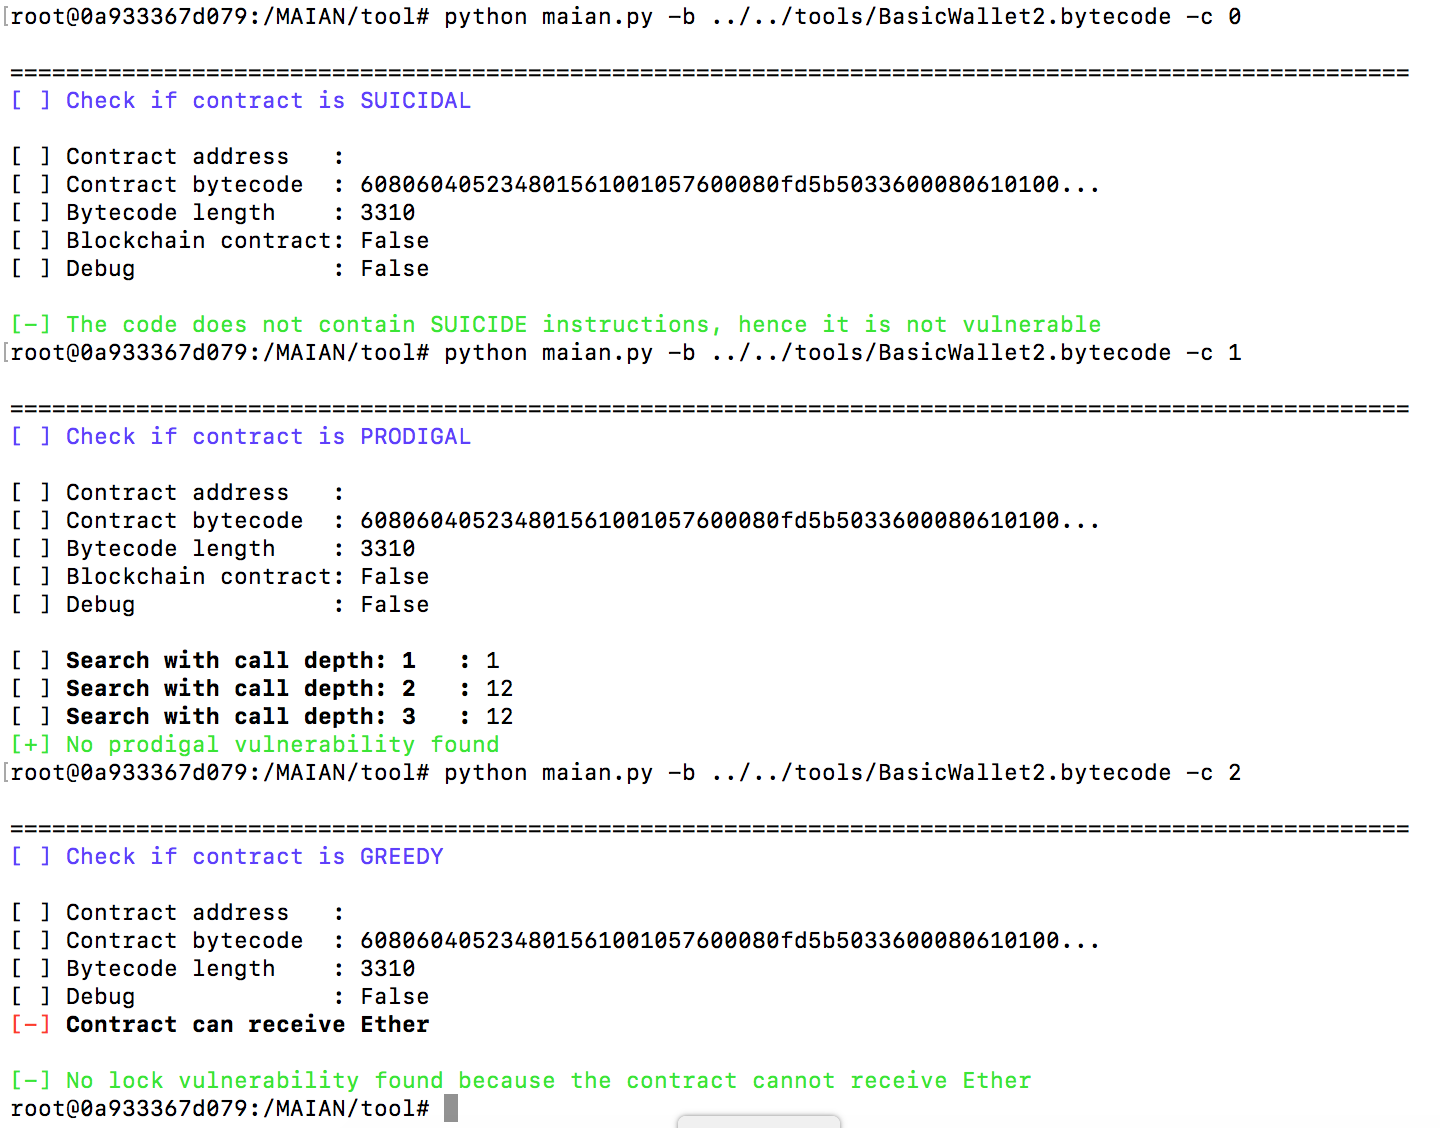 [root@0a933367d079:/MAIAN/tool# python maian.py -b ../../tools/BasicWallet2.bytecode -c 0
====================================================================================================
[ ] Check if contract is SUICIDAL
[ ] Contract address   :
[ ] Contract bytecode  : 608060405234801561001057600080fd5b5033600080610100...
[ ] Bytecode length    : 3310
[ ] Blockchain contract: False
[ ] Debug              : False
[-] The code does not contain SUICIDE instructions, hence it is not vulnerable
[root@0a933367d079:/MAIAN/tool# python maian.py -b ../../tools/BasicWallet2.bytecode -c 1
====================================================================================================
[ ] Check if contract is PRODIGAL
[ ] Contract address   :
[ ] Contract bytecode  : 608060405234801561001057600080fd5b5033600080610100...
[ ] Bytecode length    : 3310
[ ] Blockchain contract: False
[ ] Debug              : False
[ ] Search with call depth: 1   : 1
[ ] Search with call depth: 2   : 12
[ ] Search with call depth: 3   : 12
[+] No prodigal vulnerability found
[root@0a933367d079:/MAIAN/tool# python maian.py -b ../../tools/BasicWallet2.bytecode -c 2
====================================================================================================
[ ] Check if contract is GREEDY
[ ] Contract address   :
[ ] Contract bytecode  : 608060405234801561001057600080fd5b5033600080610100...
[ ] Bytecode length    : 3310
[ ] Debug              : False
[-] Contract can receive Ether
[-] No lock vulnerability found because the contract cannot receive Ether
root@0a933367d079:/MAIAN/tool#